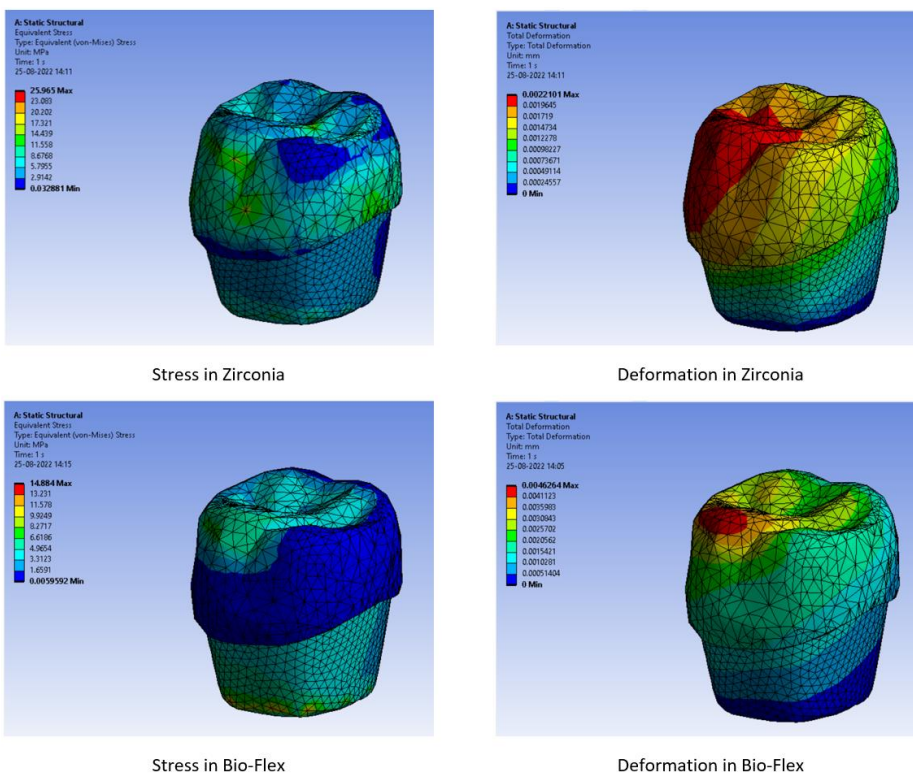 A: Static Structural
Equivalent Stress
Type: Equivalent (von-Mises) Stress
Unit: MPa
Time: 1 s
25-08-2022 14:11
25.965 Max
23.083
20.202
17.321
14.439
11.558
8.6768
5.7955
2.9142
0.032881 Min
Stress in Zirconia
A: Static Structural
Total Deformation
Type: Total Deformation
Unit: mm
Time: 1 s
25-08-2022 14:11
0.0022101 Max
0.0019645
0.001719
0.0014734
0.0012278
0.00098227
0.00073671
0.00049114
0.00024557
0 Min
Deformation in Zirconia
A: Static Structural
Equivalent Stress
Type: Equivalent (von-Mises) Stress
Unit: MPa
Time: 1 s
25-08-2022 14:15
14.884 Max
13.231
11.578
9.9249
8.2717
6.6186
4.9654
3.3123
1.6591
0.0059592 Min
Stress in Bio-Flex
A: Static Structural
Total Deformation
Type: Total Deformation
Unit: mm
Time: 1 s
25-08-2022 14:05
0.0046264 Max
0.0041123
0.0035983
0.0030843
0.0025702
0.0020562
0.0015421
0.0010281
0.00051404
0 Min
Deformation in Bio-Flex